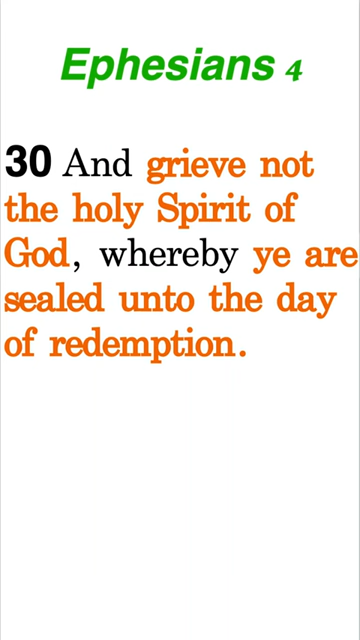 Ephesians 4
30 And grieve not
the holy Spirit of
God, whereby ye are
sealed unto the day
of redemption.